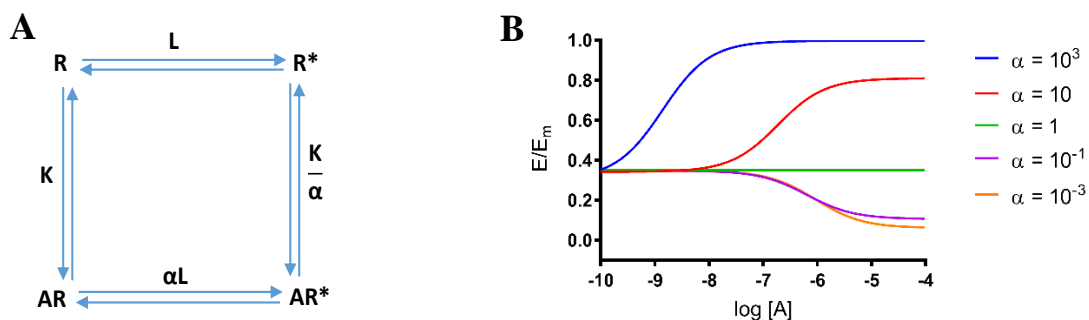 A
L
R
R*
K
K
α
αL
AR
AR*
B
1.0
0.8
0.6
0.4
0.2
0.0
E/Eₘ
-10
-9
-8
-7
-6
-5
-4
log [A]
α = 10³
α = 10
α = 1
α = 10⁻¹
α = 10⁻³